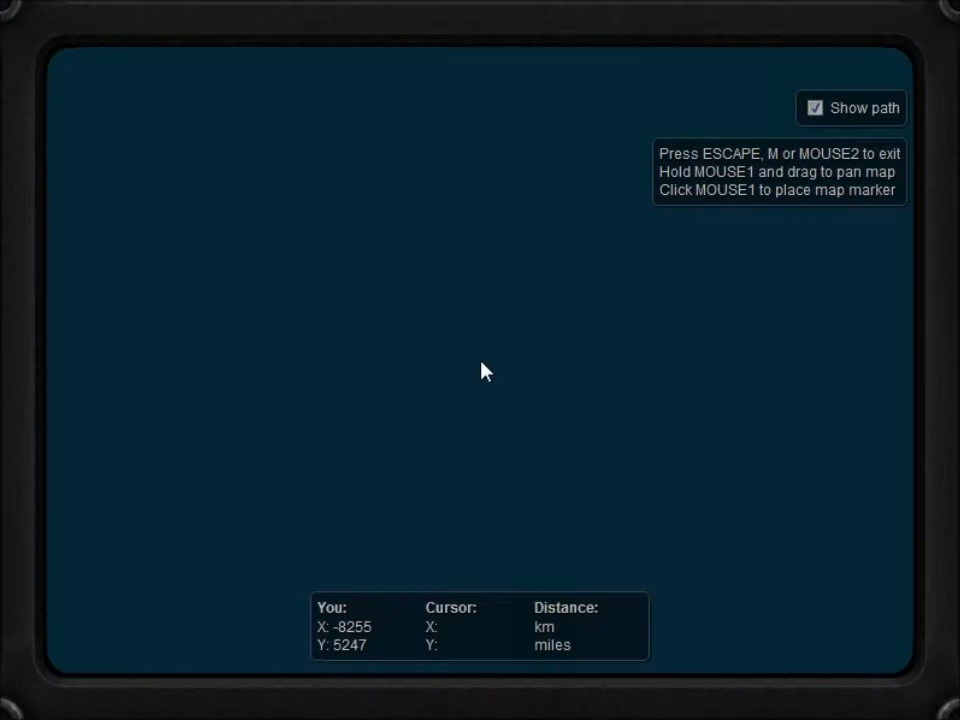 Show path
Press ESCAPE, M or MOUSE2 to exit
Hold MOUSE1 and drag to pan map
Click MOUSE1 to place map marker
You: Cursor: Distance:
X: -8255 X: km
Y: 5247 Y: miles